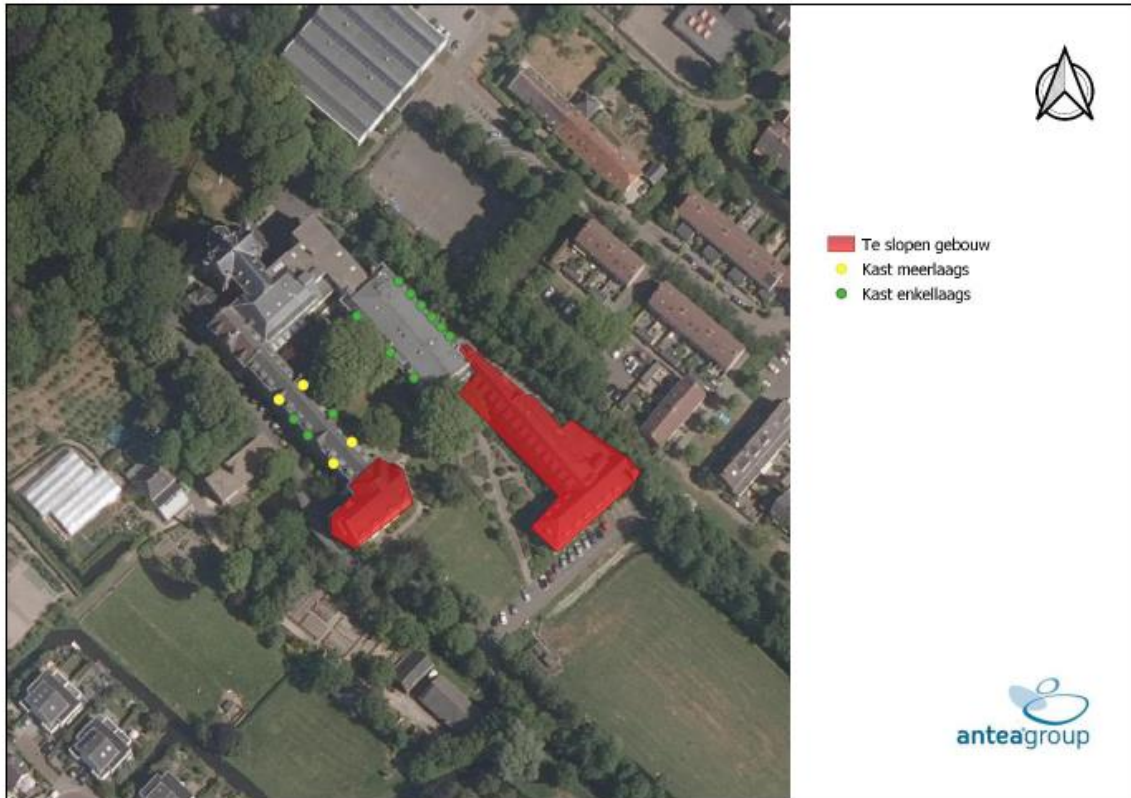 Te slopen gebouw
Kast meerlaags
Kast enkellaags
anteagroup